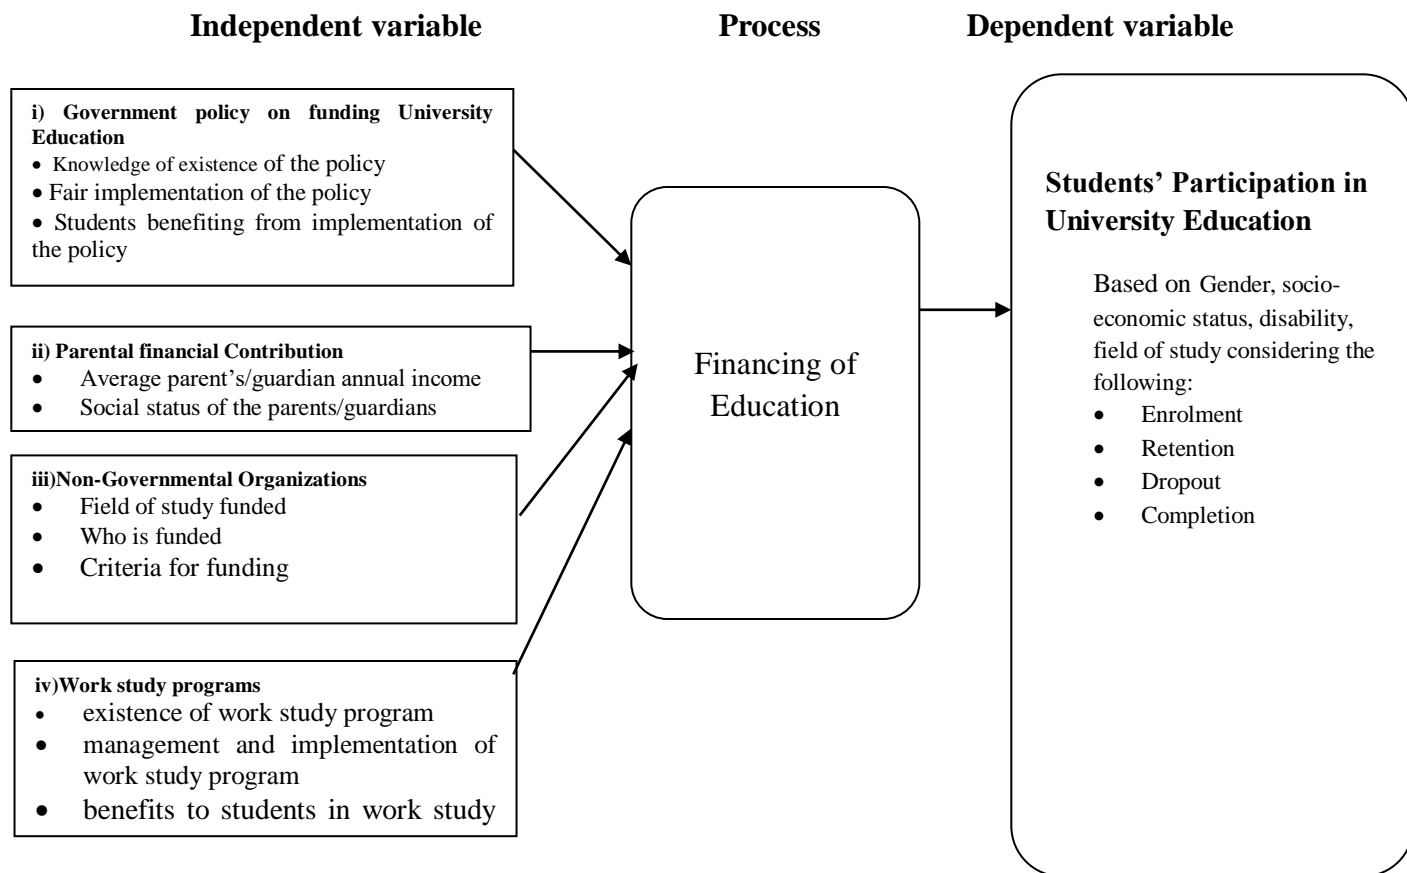 Independent variable
Process
Dependent variable
i) Government policy on funding University
Education
• Knowledge of existence of the policy
• Fair implementation of the policy
• Students benefiting from implementation of
the policy
ii) Parental financial Contribution
• Average parent’s/guardian annual income
• Social status of the parents/guardians
iii)Non-Governmental Organizations
• Field of study funded
• Who is funded
• Criteria for funding
iv)Work study programs
• existence of work study program
• management and implementation of
work study program
• benefits to students in work study
Financing of
Education
Students’ Participation in
University Education
Based on Gender, socio-
economic status, disability,
field of study considering the
following:
• Enrolment
• Retention
• Dropout
• Completion